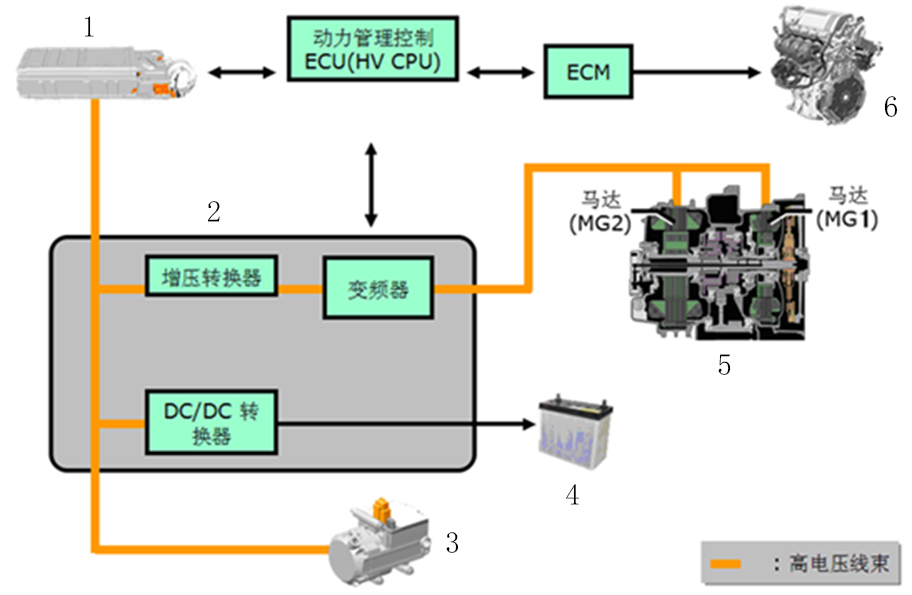 1
动力管理控制
ECU(HV CPU)
ECM
6
2
马达
(MG2)
马达
(MG1)
增压转换器
变频器
5
DC/DC 转
换器
4
3
：高电压线束